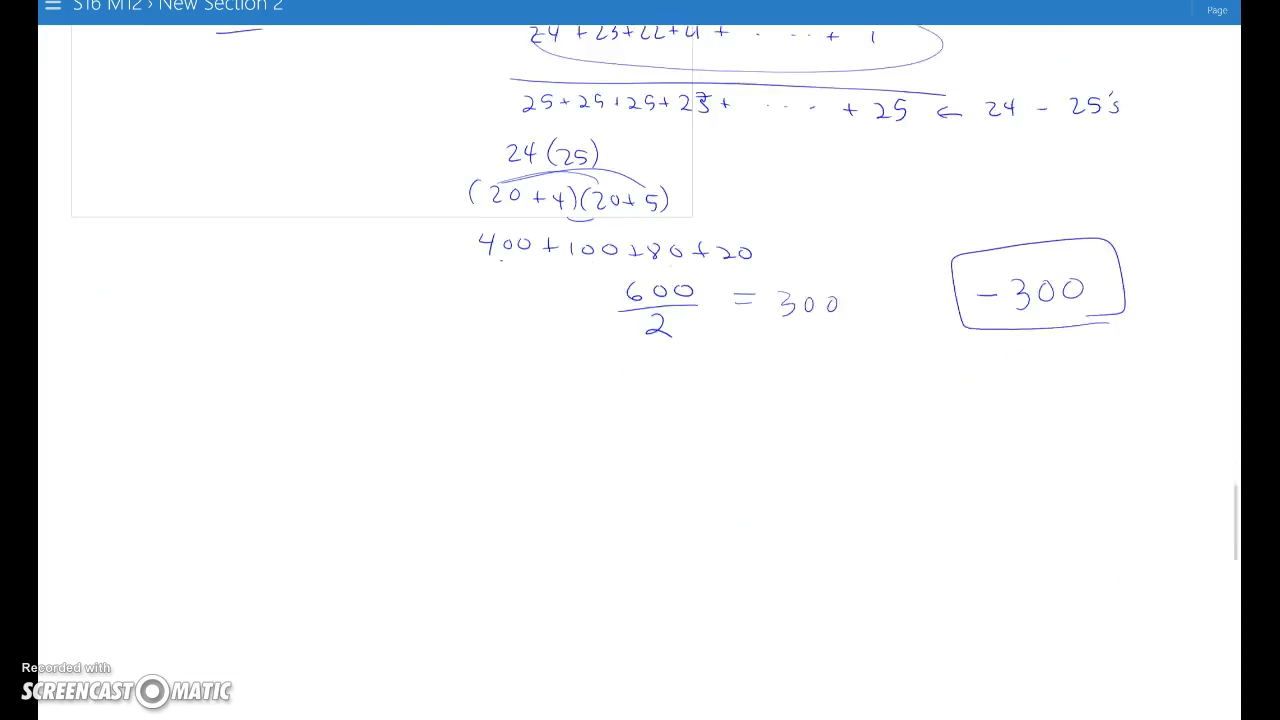 S16 M12 › New Section 2
Page
24 + 23 + 22 + 21 + . . . . + 1
25 + 25 + 25 + 25 + . . . . + 25 ← 24 - 25's
24 (25)
(20 + 4)(20 + 5)
400 + 100 + 80 + 20
600
2
= 300
- 300
Recorded with
SCREENCAST-O-MATIC